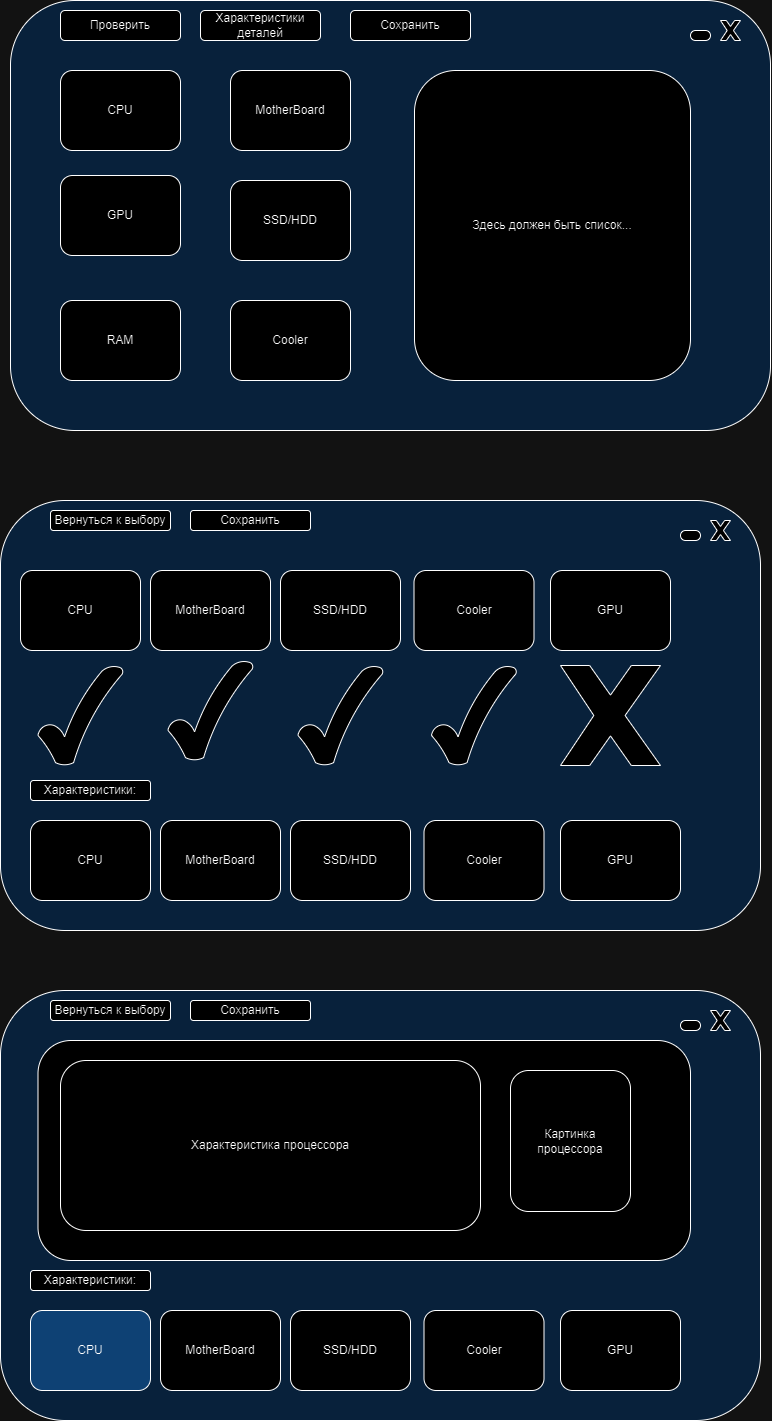 Проверить
Характеристики
деталей
Сохранить
X
CPU
MotherBoard
GPU
SSD/HDD
Здесь должен быть список...
RAM
Cooler
Вернуться к выбору
Сохранить
X
CPU
MotherBoard
SSD/HDD
Cooler
GPU
X
Характеристики:
CPU
MotherBoard
SSD/HDD
Cooler
GPU
Вернуться к выбору
Сохранить
X
Характеристика процессора
Картинка
процессора
Характеристики:
CPU
MotherBoard
SSD/HDD
Cooler
GPU